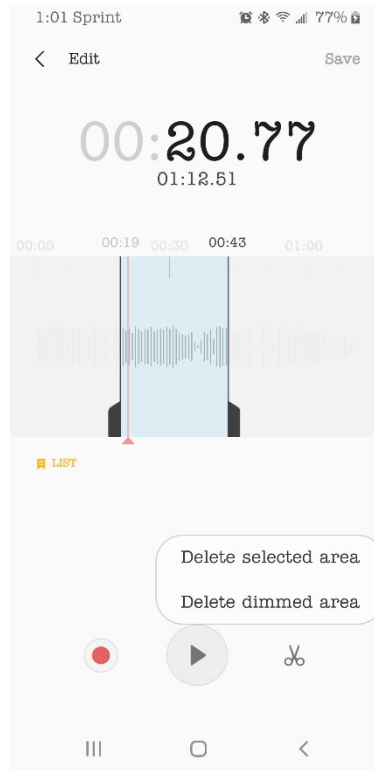 1:01 Sprint 77%
Edit Save
00:20.77
01:12.51
00:00 00:19 00:30 00:43 01:00
LIST
Delete selected area
Delete dimmed area